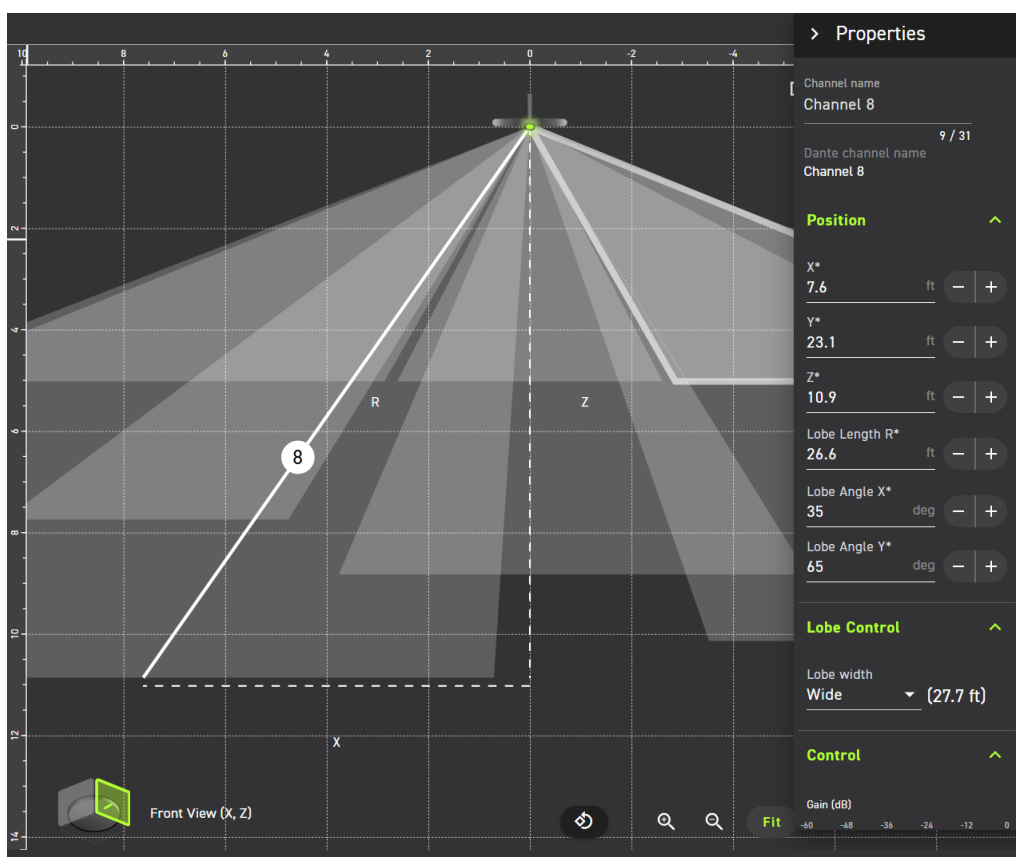 Properties
10 8 6 4 2 0 -2 -4
Channel name
Channel 8
9 / 31
Dante channel name
Channel 8
0
Position
X*
7.6 ft − +
2
Y*
23.1 ft − +
4
Z*
10.9 ft − +
R
Z
6
Lobe Length R*
26.6 ft − +
8
Lobe Angle X*
35 deg − +
8
Lobe Angle Y*
65 deg − +
10
Lobe Control
Lobe width
Wide (27.7 ft)
12
X
Control
Front View (X, Z)
Fit
Gain (dB)
-60 -48 -36 -24 -12 0
14